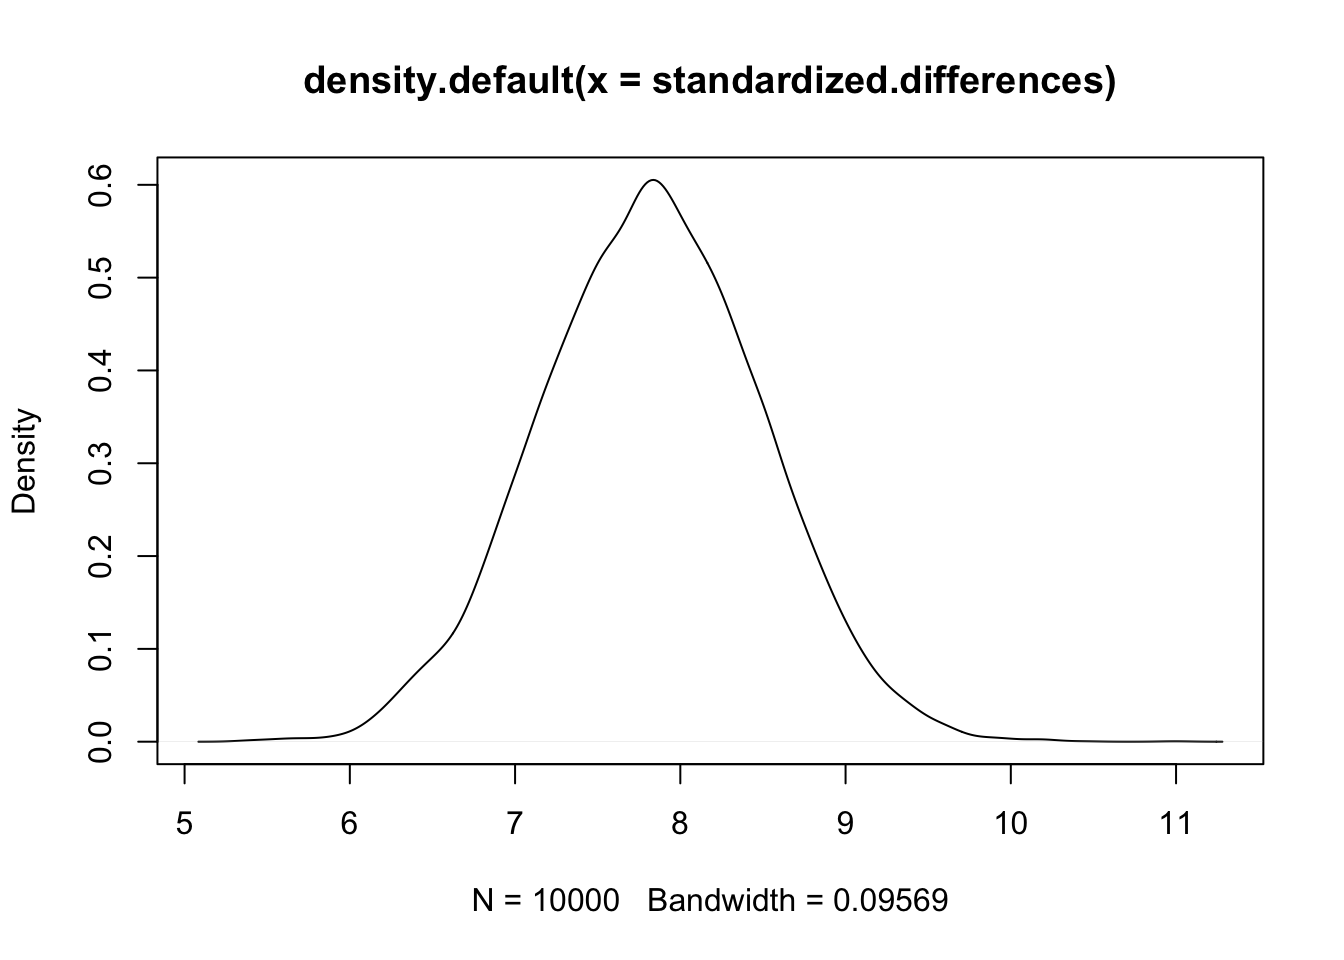 density.default(x = standardized.differences)
Density
0.6
0.5
0.4
0.3
0.2
0.1
0.0
5 6 7 8 9 10 11
N = 10000 Bandwidth = 0.09569